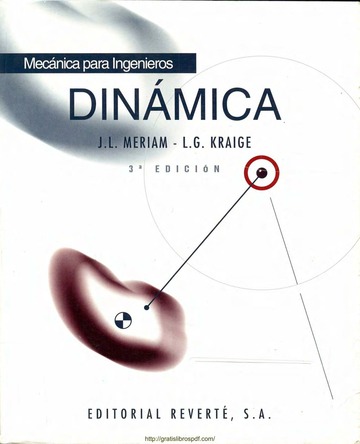 Mecánica para Ingenieros
DINÁMICA
J.L. MERIAM - L.G. KRAIGE
3ª EDICIóN
EDITORIAL REVERTÉ, S.A.
http://gratislibrospdf.com/